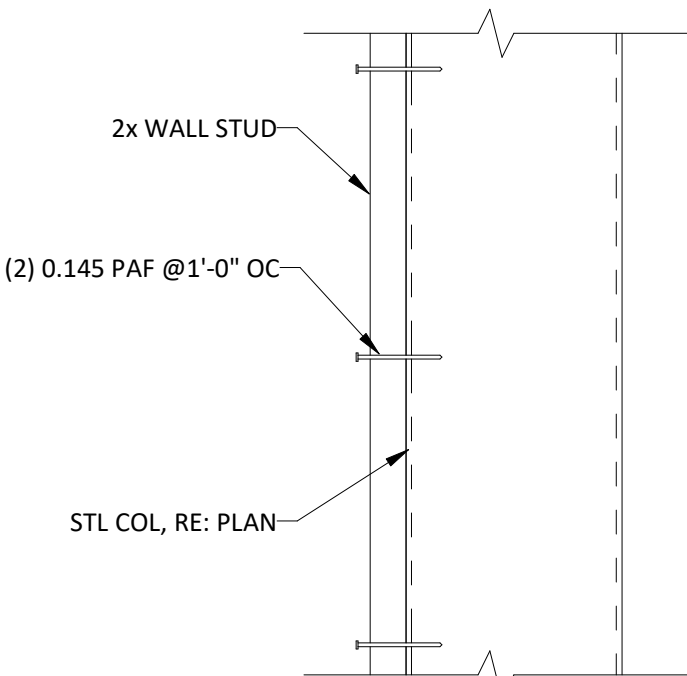 2x WALL STUD
(2) 0.145 PAF @1'-0" OC
STL COL, RE: PLAN